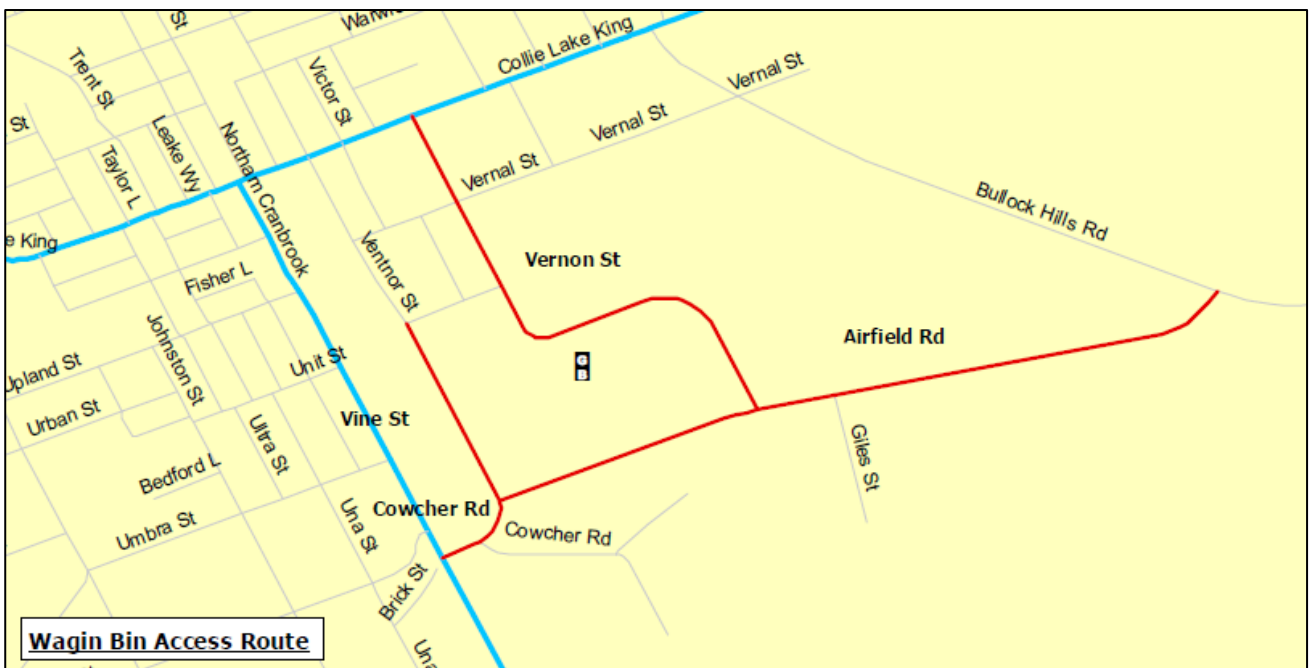 St
Warwi
Trent St
Victor St
Collie Lake King
Vernal St
St
Leake Wy
Northam Cranbrook
Vernal St
Taylor L
Vernal St
Bullock Hills Rd
e King
Ventnor St
Vernon St
Fisher L
Johnston St
Airfield Rd
Unit St
Upland St
G
B
Urban St
Vine St
Ultra St
Giles St
Bedford L
Cowcher Rd
Umbra St
Una St
Cowcher Rd
Brick St
Wagin Bin Access Route
Una